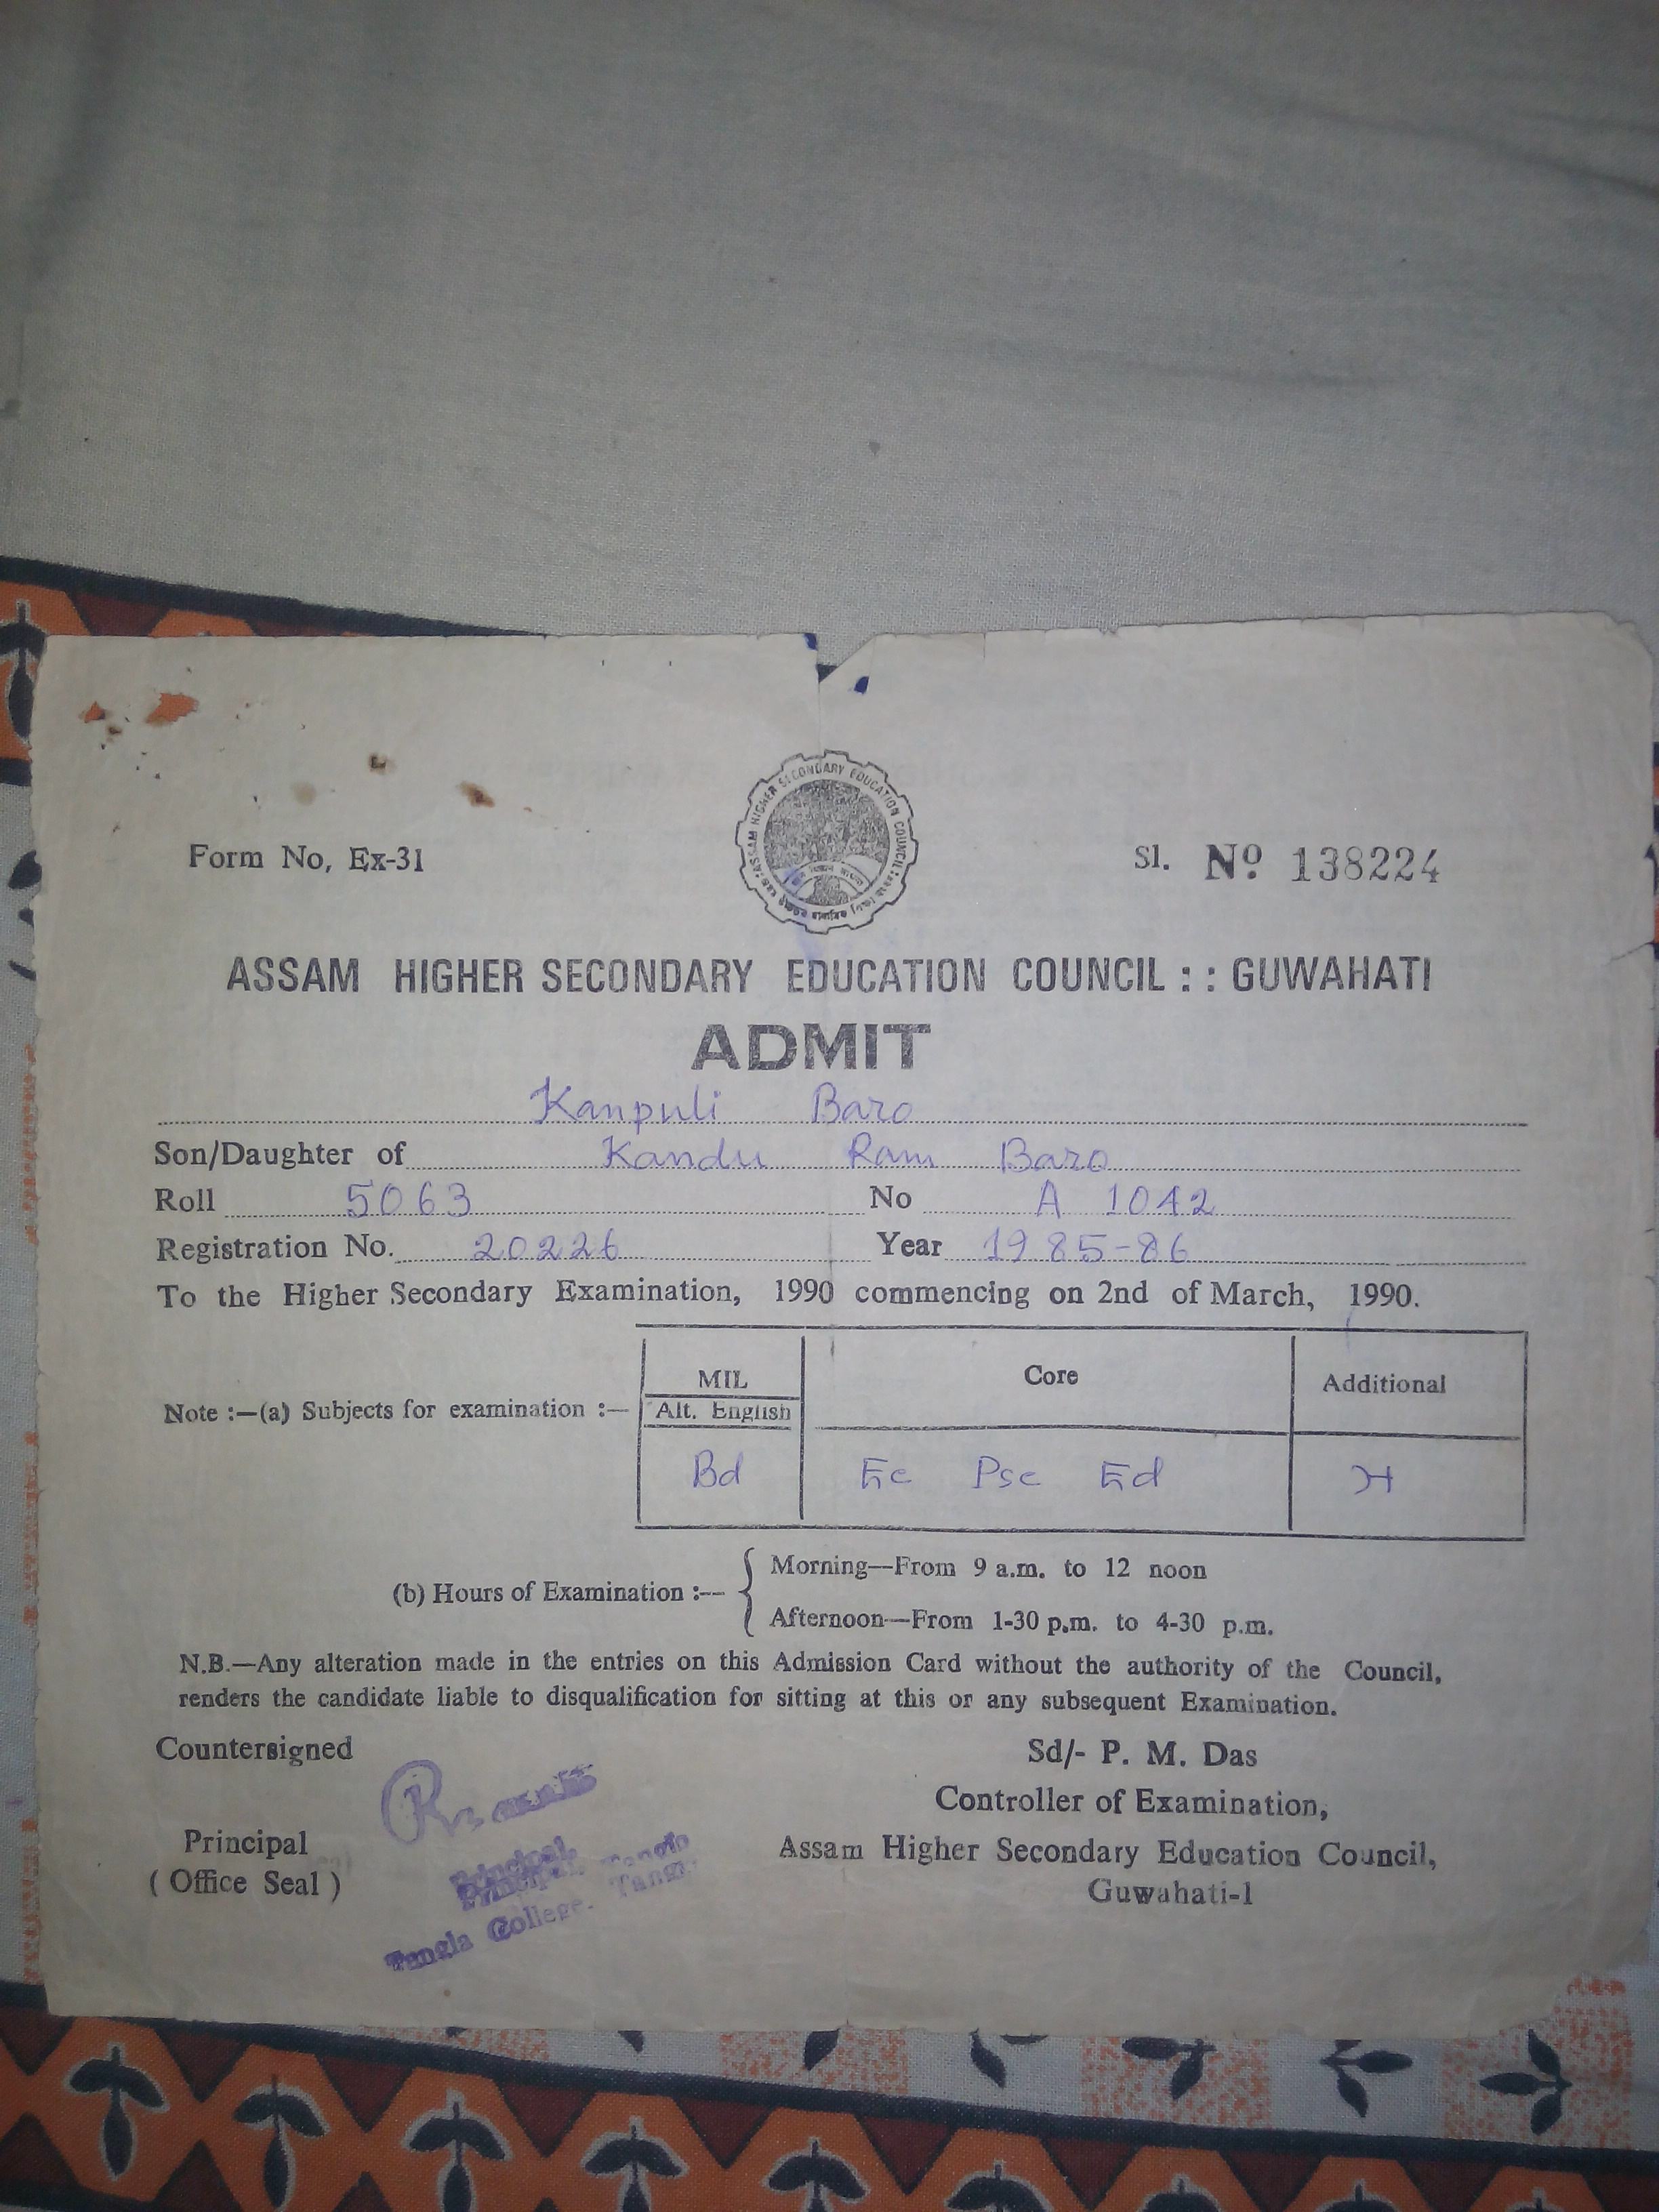 ASSAM HIGHER SECONDARY EDUCATION COUNCIL
Form No, Ex-31
Sl. Nº 138224
ASSAM HIGHER SECONDARY EDUCATION COUNCIL : : GUWAHATI
ADMIT
Kanpuli Baro
Son/Daughter of Kandu Ram Baro
Roll 5063 No A 1042
Registration No. 20226 Year 1985-86
To the Higher Secondary Examination, 1990 commencing on 2nd of March, 1990.
MIL Core Additional
Note :—(a) Subjects for examination :— Alt. English
Bd Ec Psc Ed H
(b) Hours of Examination :— Morning—From 9 a.m. to 12 noon
Afternoon—From 1-30 p.m. to 4-30 p.m.
N.B.—Any alteration made in the entries on this Admission Card without the authority of the Council,
renders the candidate liable to disqualification for sitting at this or any subsequent Examination.
Countersigned
Sd/- P. M. Das
Controller of Examination,
Principal
Assam Higher Secondary Education Council,
( Office Seal )
Guwahati-1
Principal,
Tangla College, Tangla